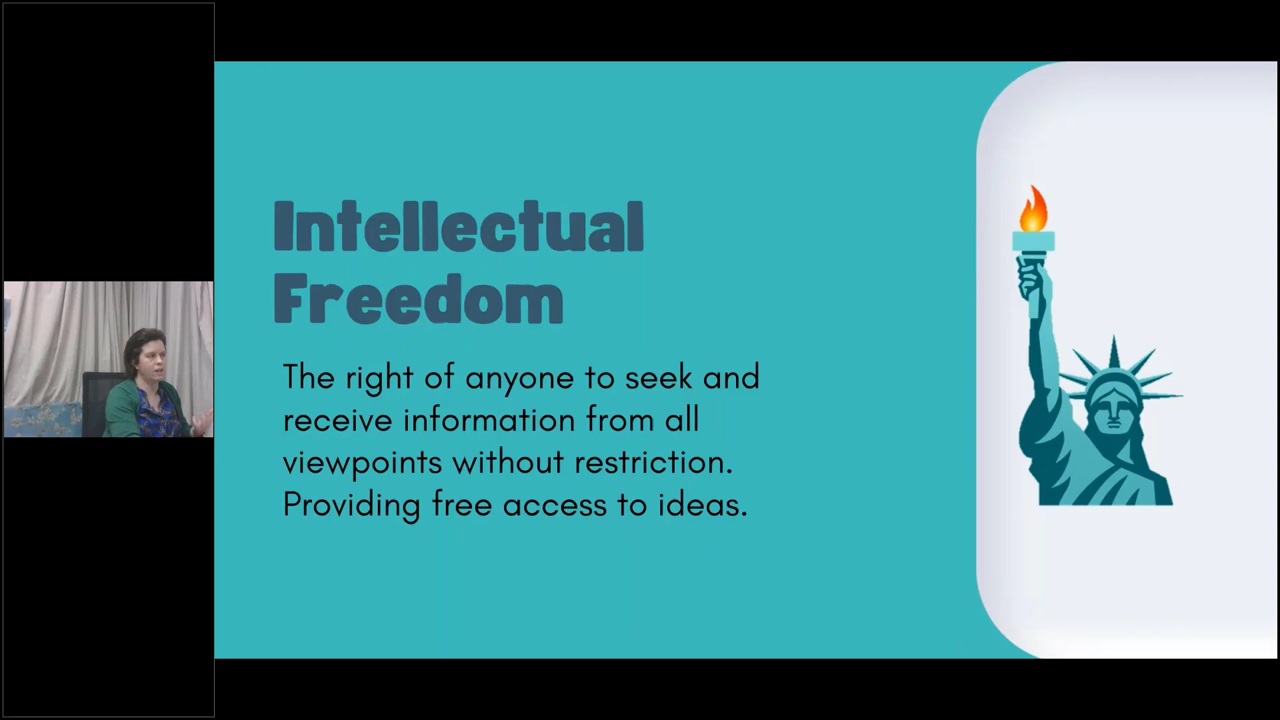 Intellectual
Freedom
The right of anyone to seek and
receive information from all
viewpoints without restriction.
Providing free access to ideas.